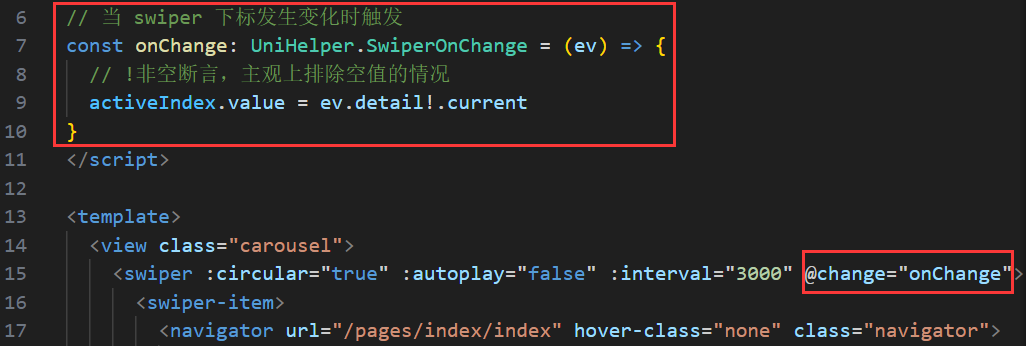 6 // 当 swiper 下标发生变化时触发
7 const onChange: UniHelper.SwiperOnChange = (ev) => {
8 // !非空断言，主观上排除空值的情况
9 activeIndex.value = ev.detail!.current
10 }
11 </script>
12
13 <template>
14 <view class="carousel">
15 <swiper :circular="true" :autoplay="false" :interval="3000" @change="onChange">
16 <swiper-item>
17 <navigator url="/pages/index/index" hover-class="none" class="navigator">